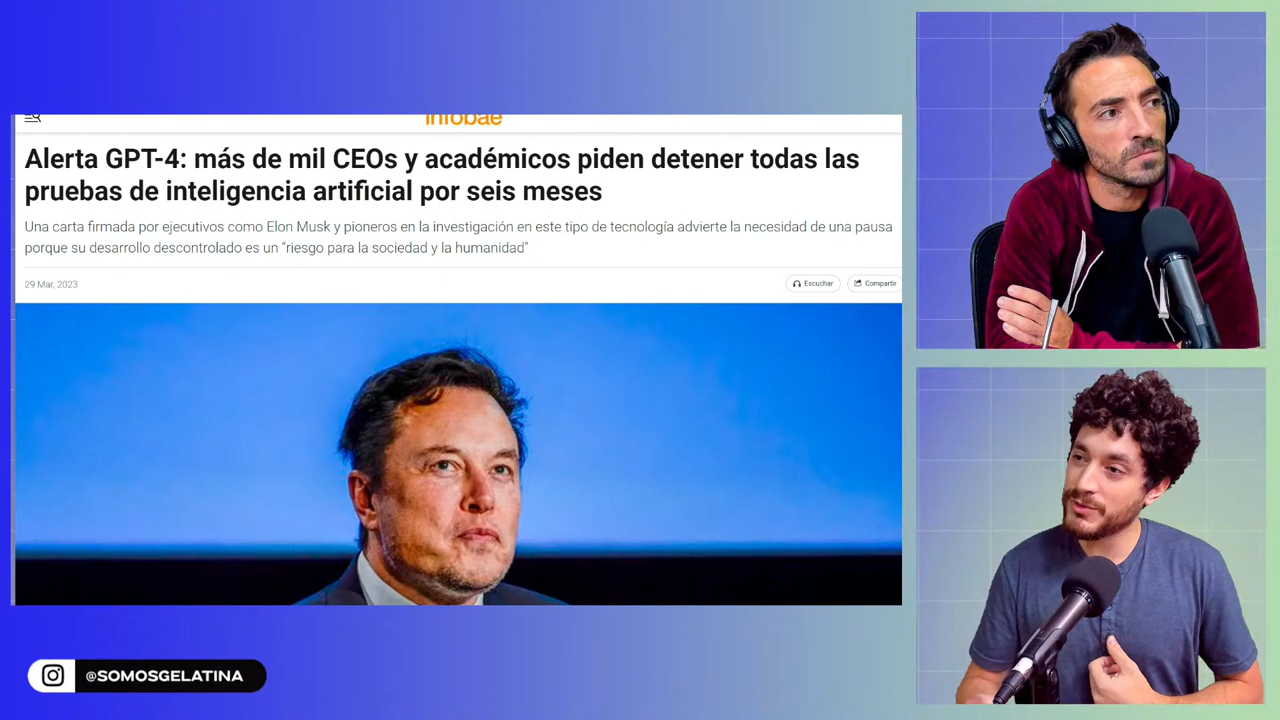 infobae
Alerta GPT-4: más de mil CEOs y académicos piden detener todas las
pruebas de inteligencia artificial por seis meses
Una carta firmada por ejecutivos como Elon Musk y pioneros en la investigación en este tipo de tecnología advierte la necesidad de una pausa
porque su desarrollo descontrolado es un “riesgo para la sociedad y la humanidad”
29 Mar, 2023
Escuchar
Compartir
@SOMOSGELATINA